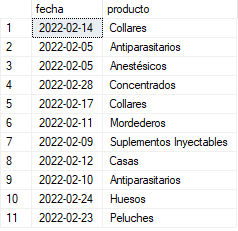 fecha producto
1 2022-02-14 Collares
2 2022-02-05 Antiparasitarios
3 2022-02-05 Anestésicos
4 2022-02-28 Concentrados
5 2022-02-17 Collares
6 2022-02-11 Mordederos
7 2022-02-09 Suplementos Inyectables
8 2022-02-12 Casas
9 2022-02-10 Antiparasitarios
10 2022-02-24 Huesos
11 2022-02-23 Peluches